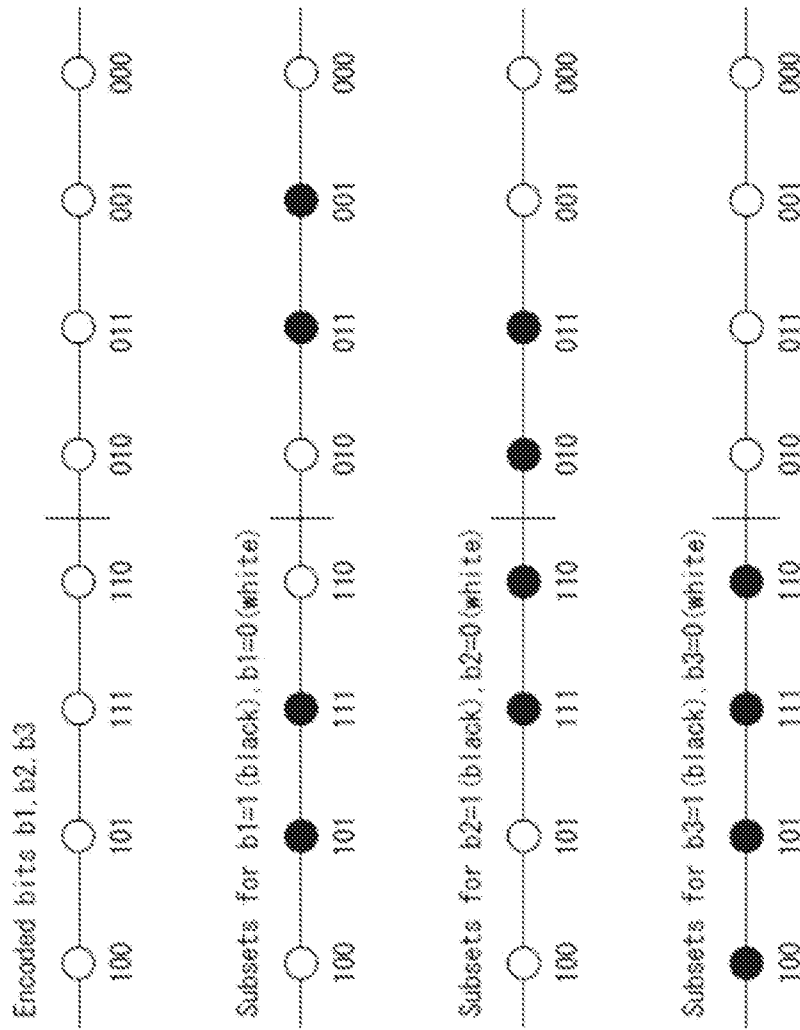 Encoded bits b1, b2, b3
100 101 111 110 010 011 001 000
Subsets for b1=1(black), b1=0(white)
100 101 111 110 010 011 001 000
Subsets for b2=1(black), b2=0(white)
100 101 111 110 010 011 001 000
Subsets for b3=1(black), b3=0(white)
100 101 111 110 010 011 001 000